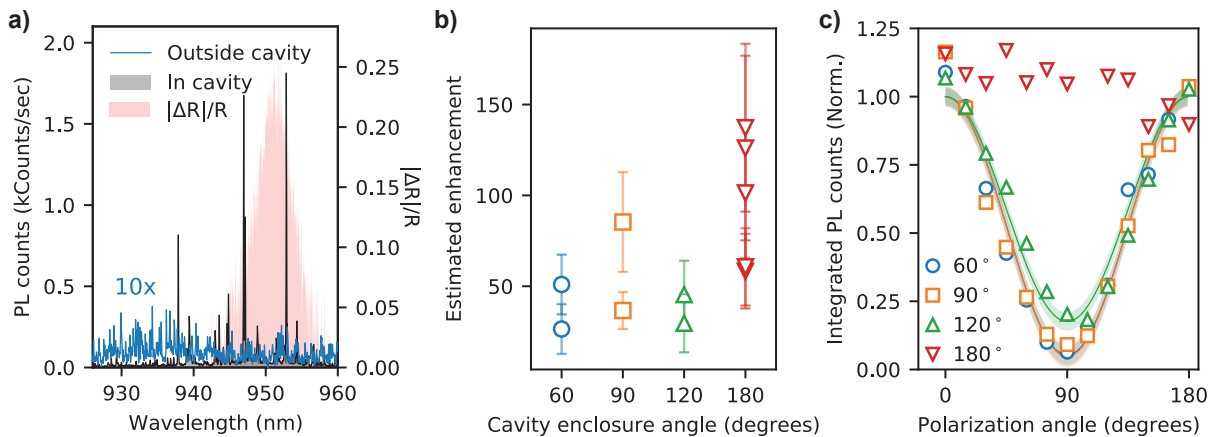 a)
PL counts (kCounts/sec)
2.0
1.5
1.0
0.5
0.0
Outside cavity
In cavity
|ΔR|/R
10x
0.25
0.20
0.15
0.10
0.05
0.00
|ΔR|/R
930 940 950 960
Wavelength (nm)
b)
Estimated enhancement
150
100
50
0
60 90 120 180
Cavity enclosure angle (degrees)
c)
Integrated PL counts (Norm.)
1.25
1.00
0.75
0.50
0.25
0.00
60°
90°
120°
180°
0 90 180
Polarization angle (degrees)